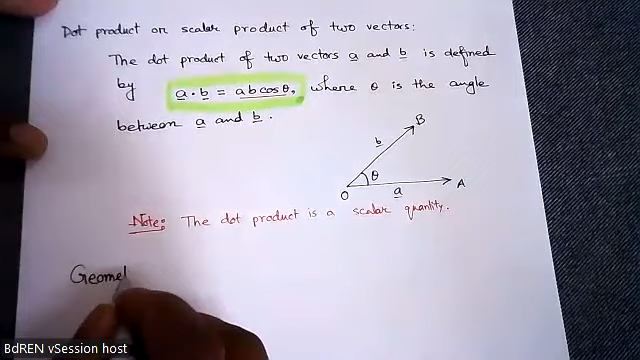 Dot product or scalar product of two vectors:
The dot product of two vectors a and b is defined
by a · b = ab cosθ, where θ is the angle
between a and b.
B
b
θ
O
a
A
Note: The dot product is a scalar quantity.
Geomet
BdREN vSession host